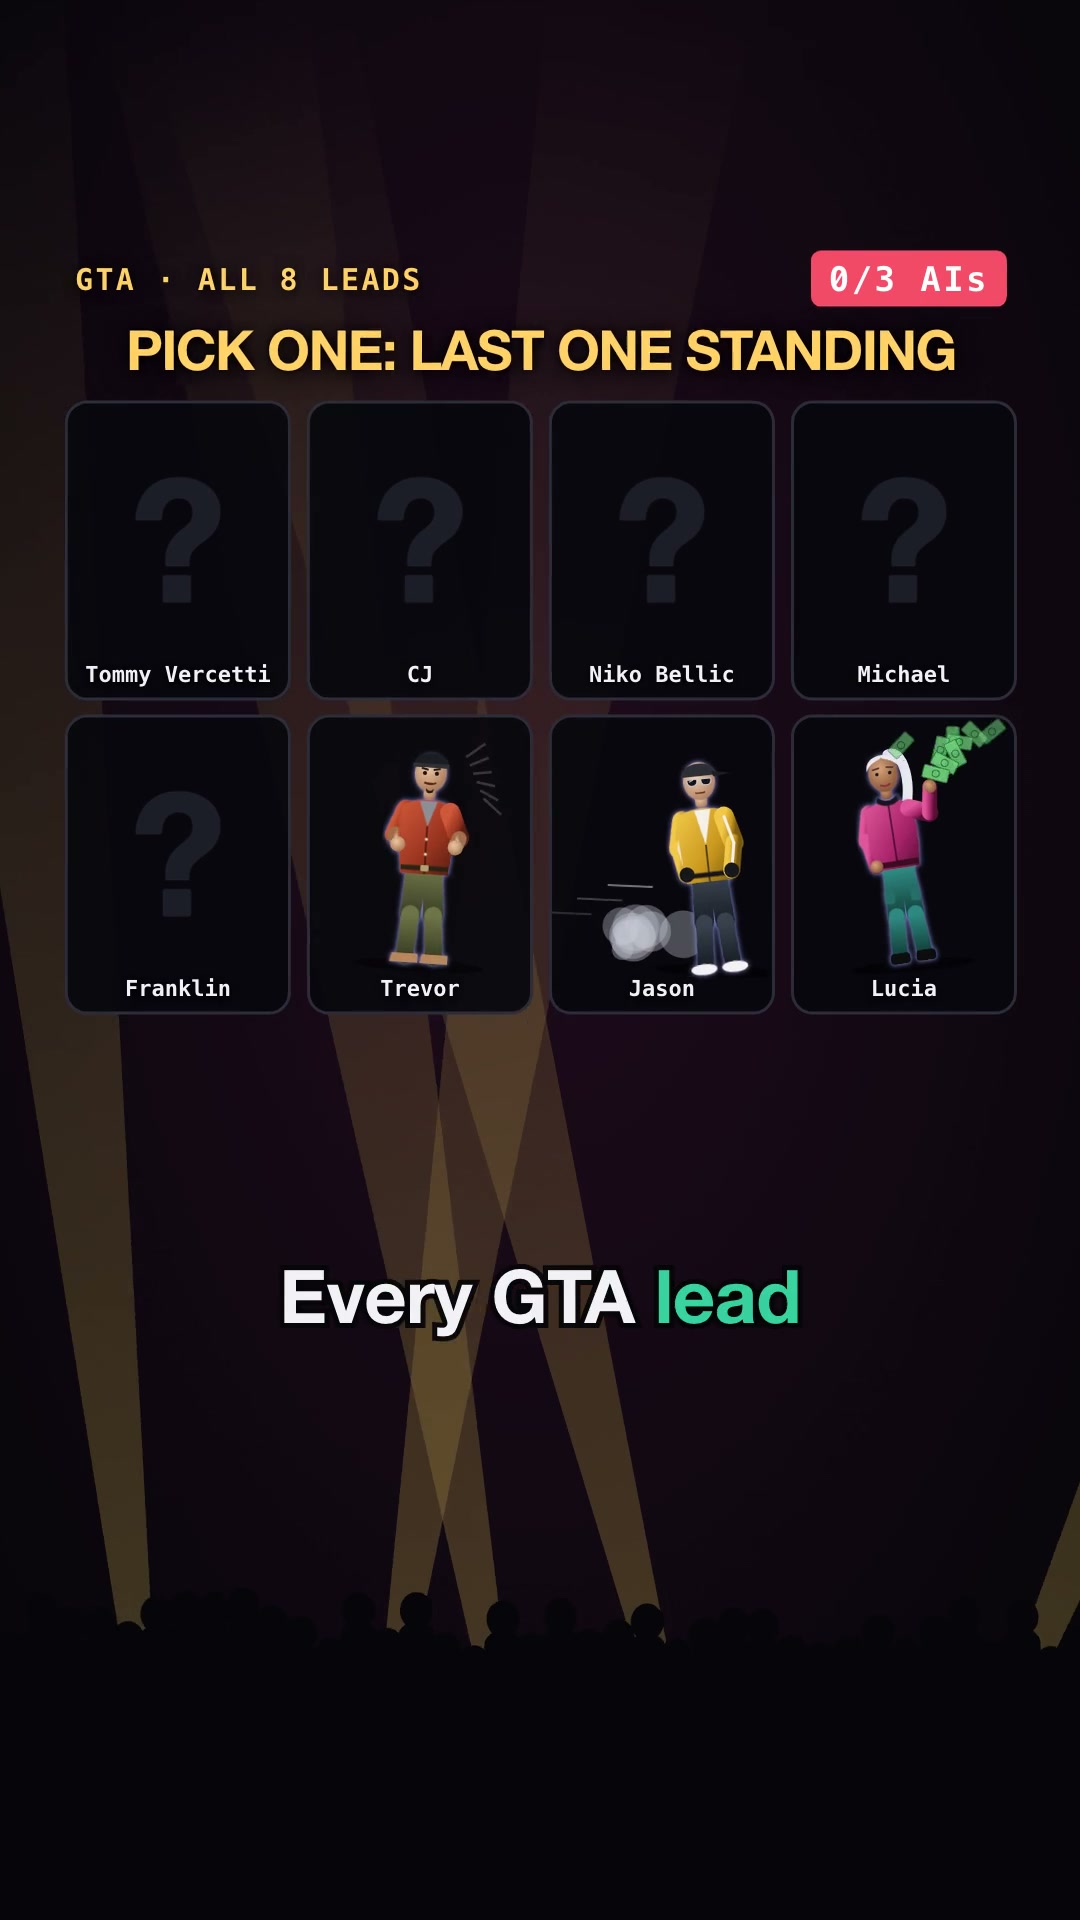 GTA · ALL 8 LEADS
0/3 AIs
PICK ONE: LAST ONE STANDING
?
?
?
?
Tommy Vercetti
CJ
Niko Bellic
Michael
?
Franklin
Trevor
Jason
Lucia
Every GTA lead